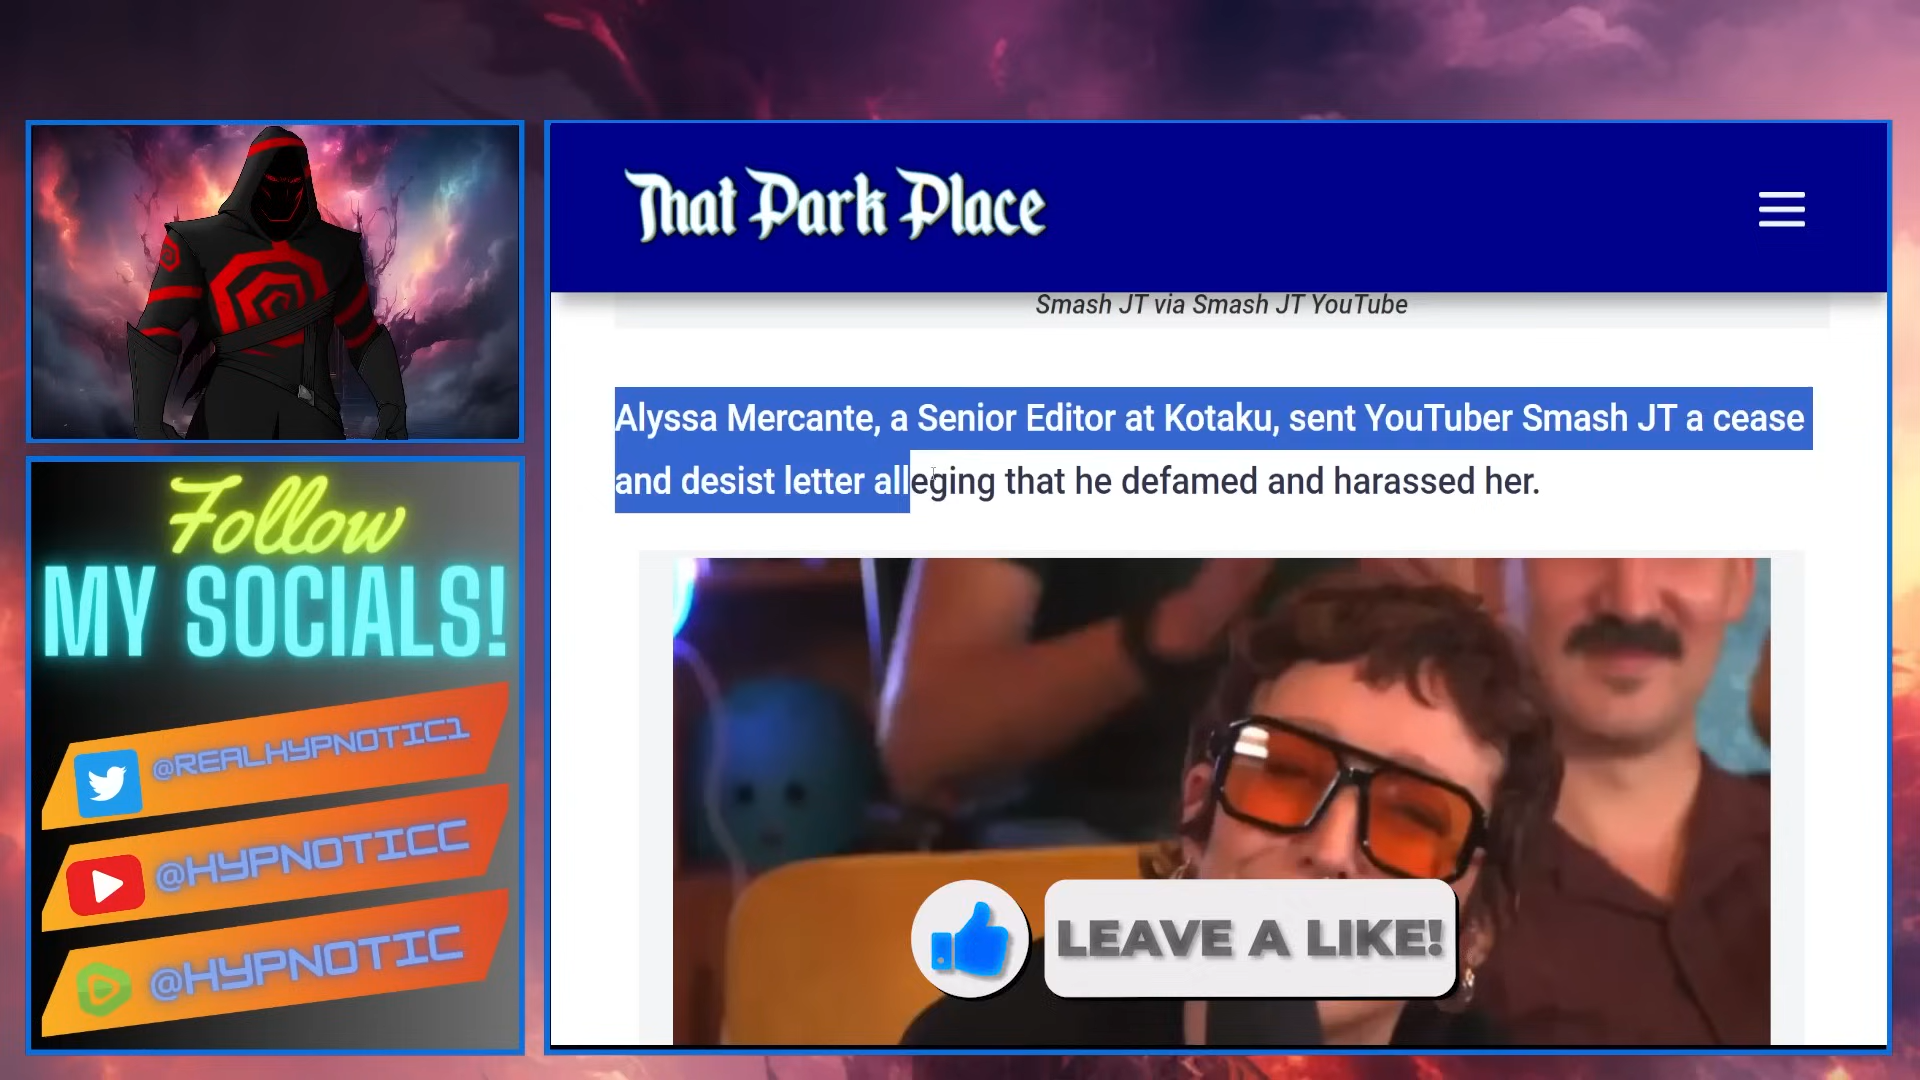 That Park Place
Smash JT via Smash JT YouTube
Alyssa Mercante, a Senior Editor at Kotaku, sent YouTuber Smash JT a cease
and desist letter alleging that he defamed and harassed her.
Follow
MY SOCIALS!
@REALHYPNOTIC1
@HYPNOTICC
@HYPNOTIC
LEAVE A LIKE!